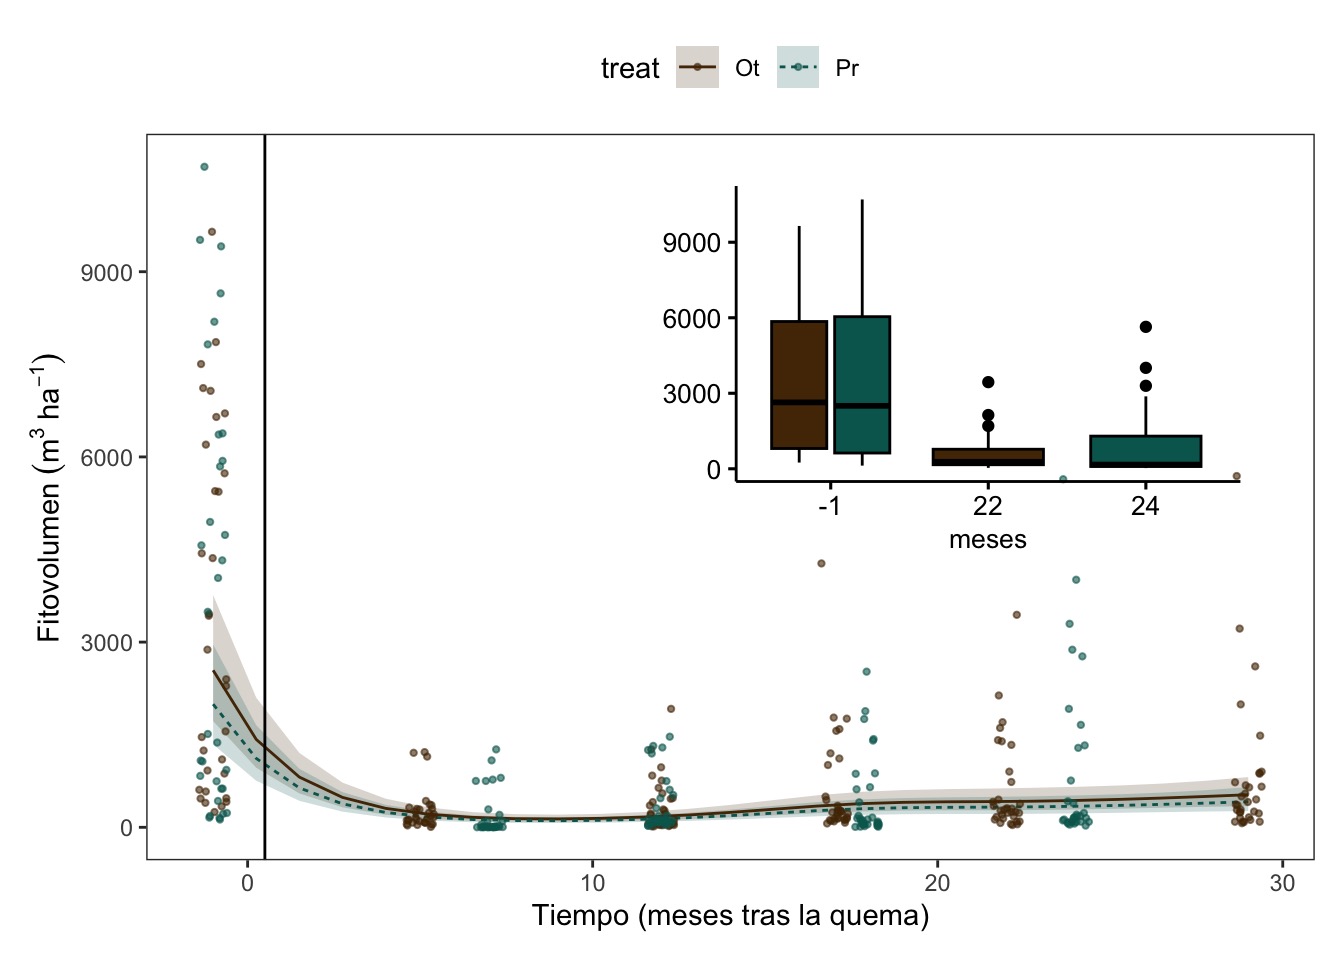 treat Ot Pr
Fitovolumen (m³ ha⁻¹)
9000
6000
3000
0
9000
6000
3000
0
-1 22 24
meses
0 10 20 30
Tiempo (meses tras la quema)